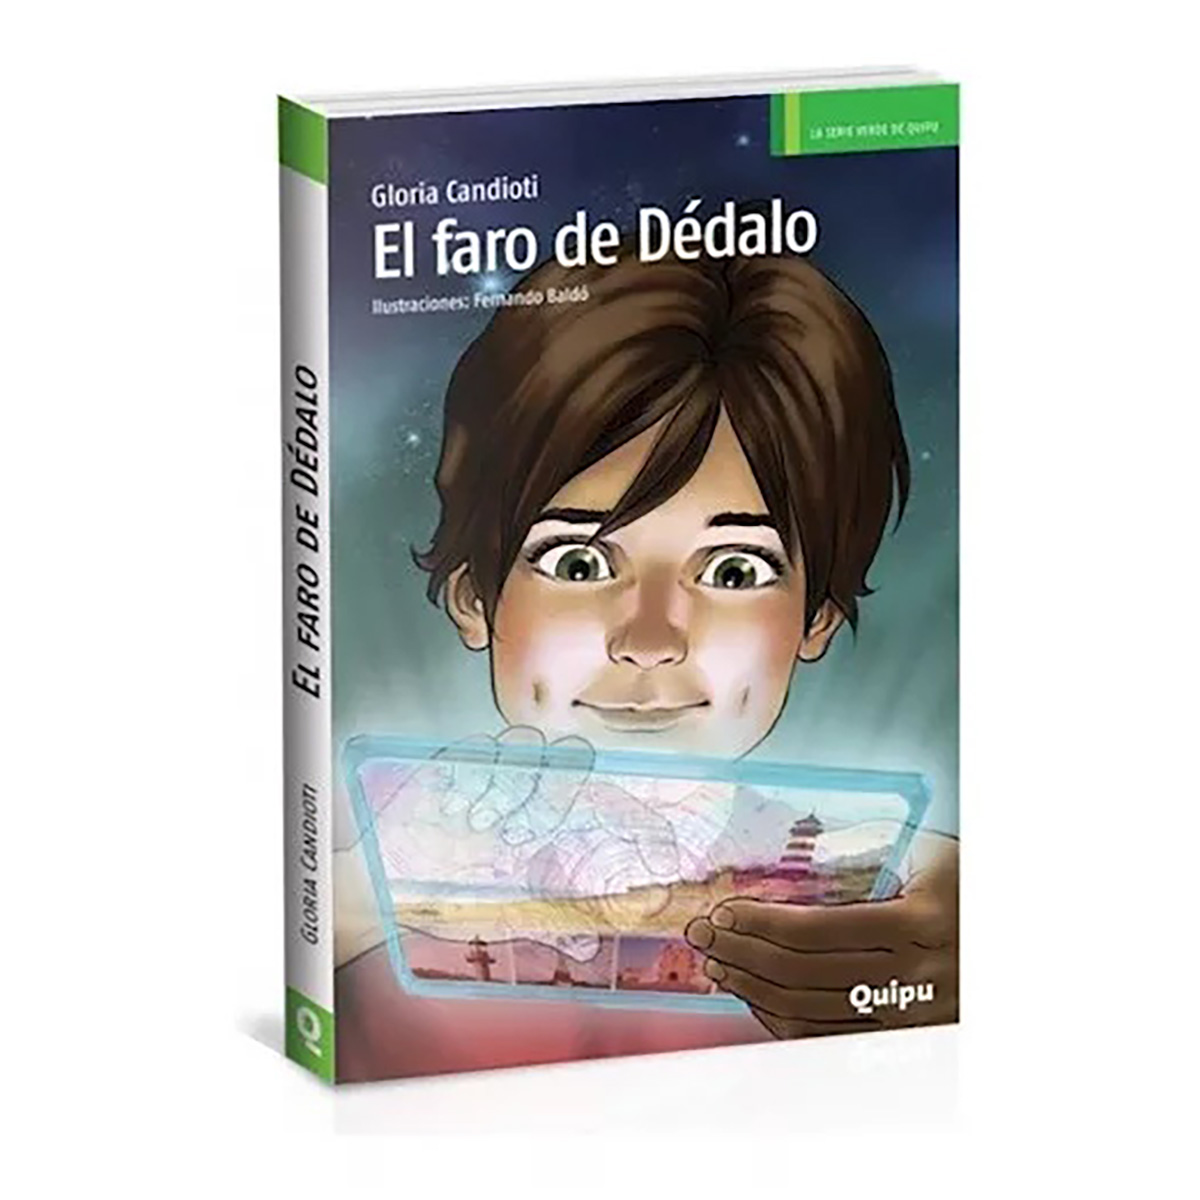 LA SERIE VERDE DE QUIPU
Gloria Candioti
El faro de Dédalo
Ilustraciones: Fernando Baldó
EL FARO DE DÉDALO
GLORIA CANDIOTI
Q
Quipu